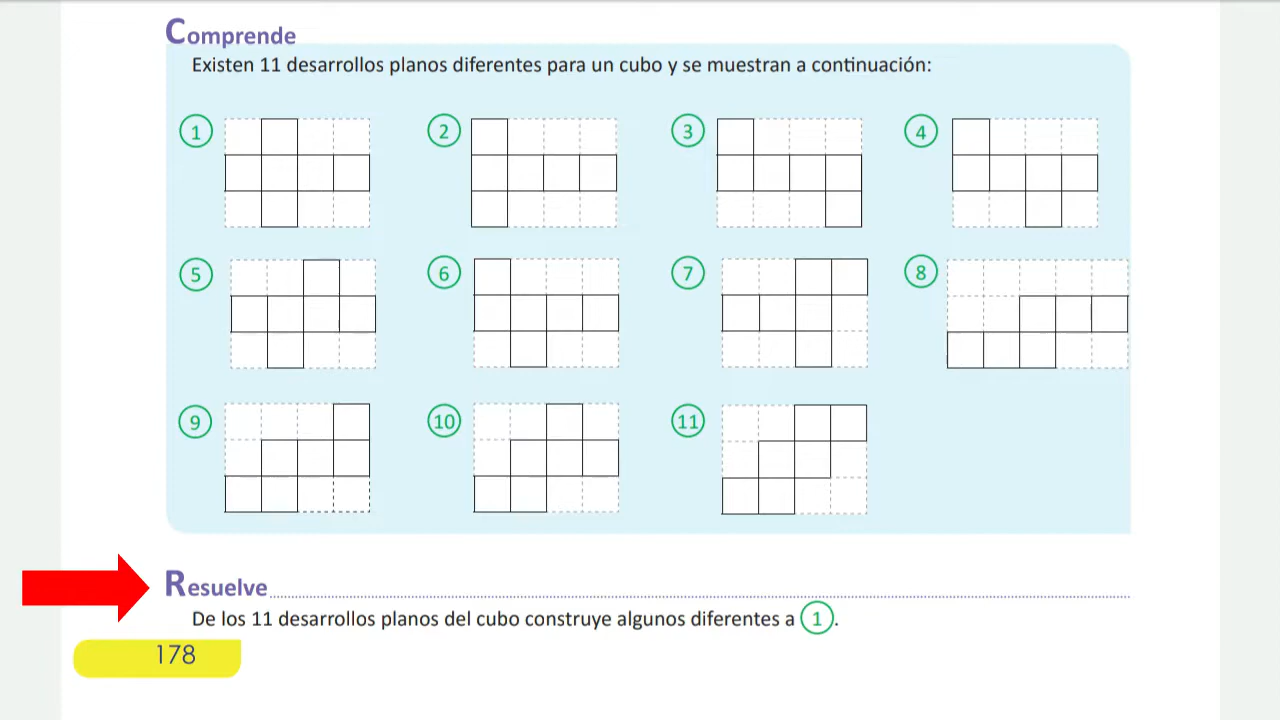 Comprende
Existen 11 desarrollos planos diferentes para un cubo y se muestran a continuación:
1 2 3 4
5 6 7 8
9 10 11
Resuelve
De los 11 desarrollos planos del cubo construye algunos diferentes a 1.
178